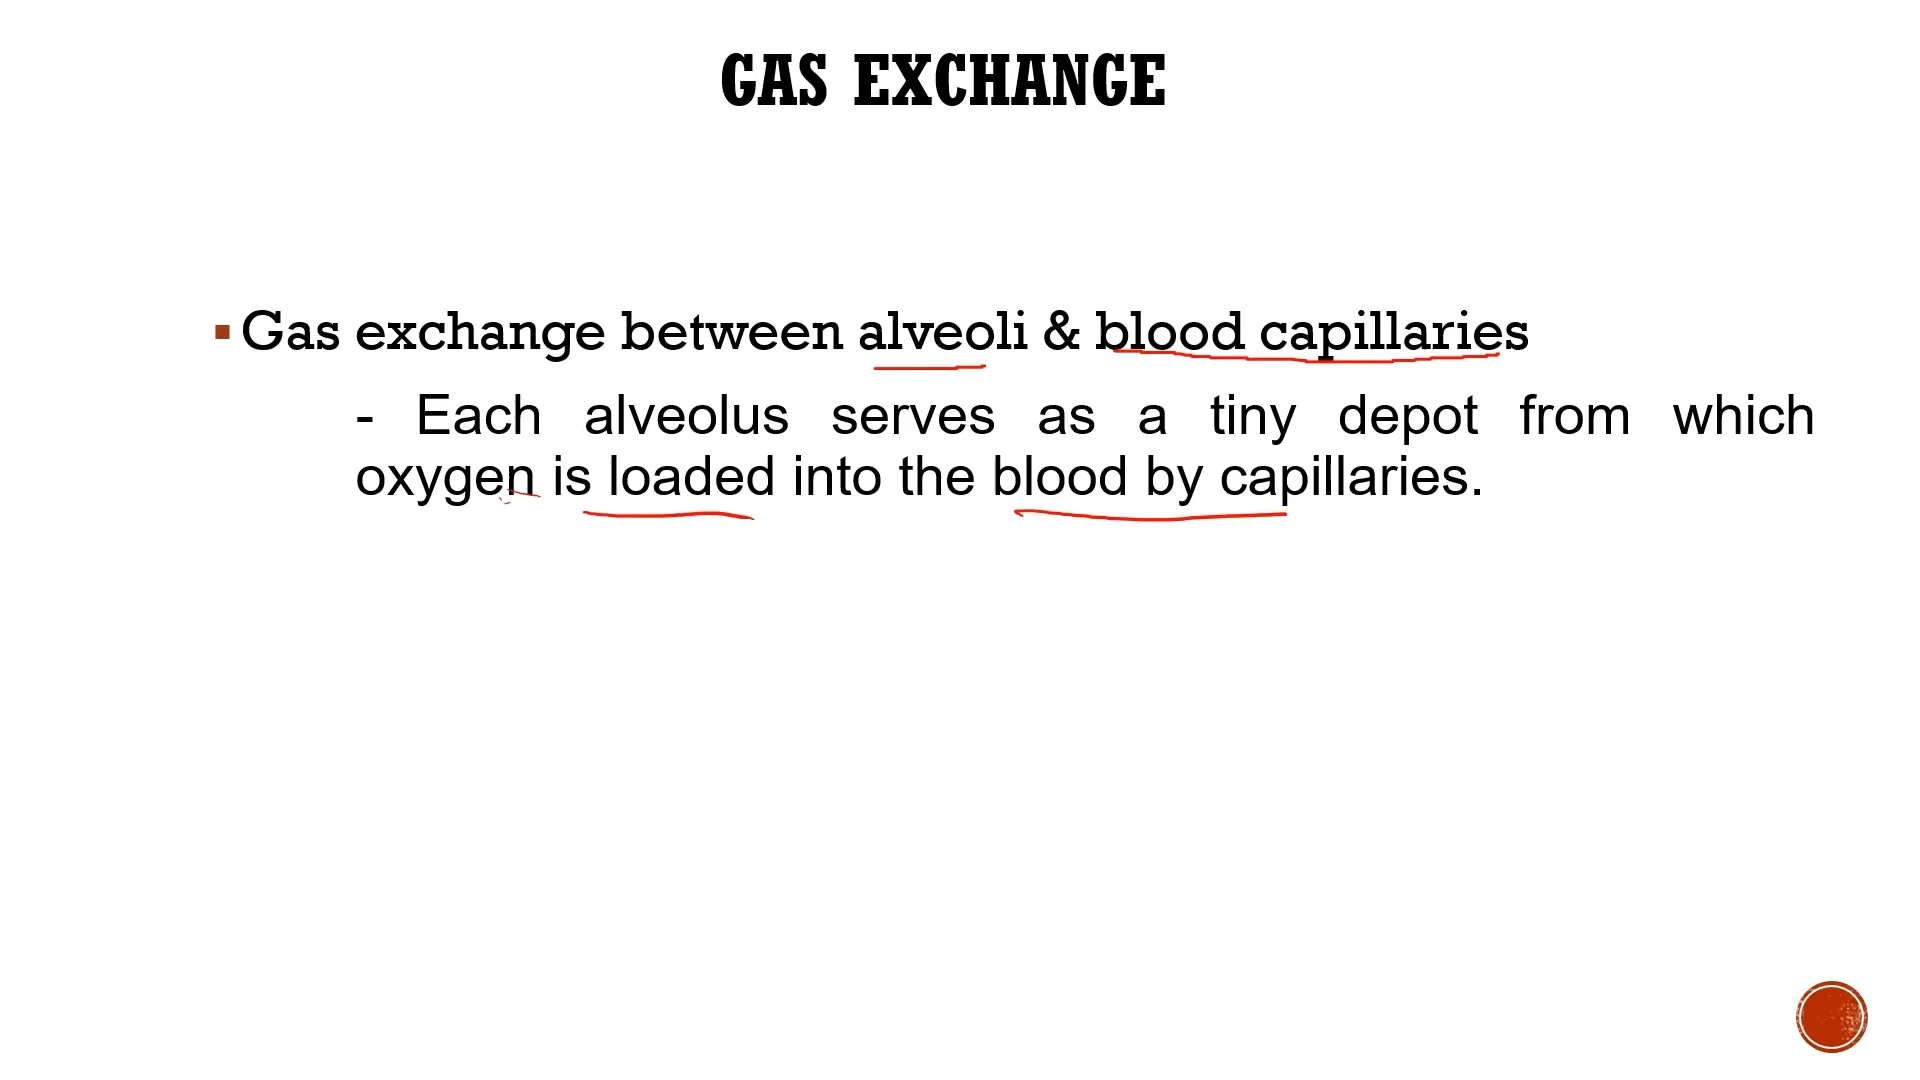 GAS EXCHANGE
▪Gas exchange between alveoli & blood capillaries
- Each alveolus serves as a tiny depot from which
oxygen is loaded into the blood by capillaries.